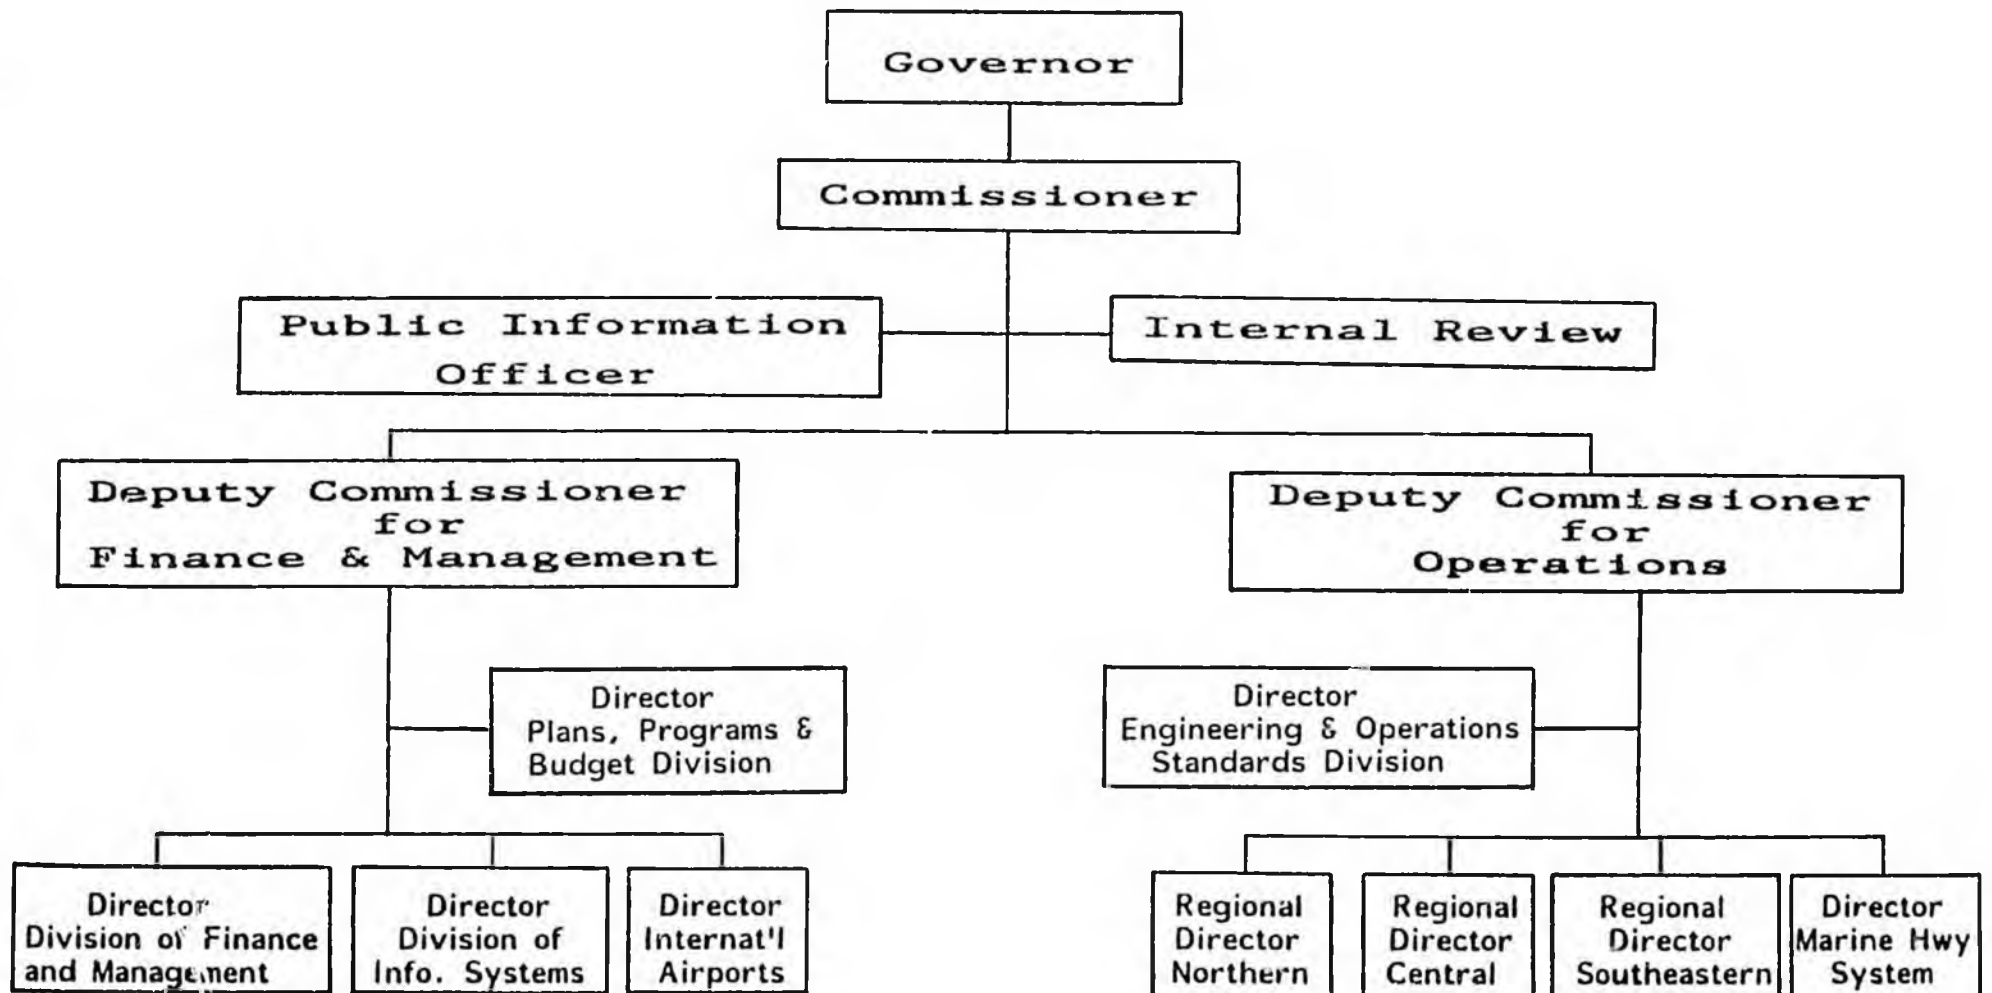 Governor
Commissioner
Public Information
Officer
Internal Review
Deputy Commissioner
for
Finance & Management
Deputy Commissioner
for
Operations
Director
Plans, Programs &
Budget Division
Director
Engineering & Operations
Standards Division
Director
Division of Finance
and Management
Director
Division of
Info. Systems
Director
Internat'l
Airports
Regional
Director
Northern
Regional
Director
Central
Regional
Director
Southeastern
Director
Marine Hwy
System